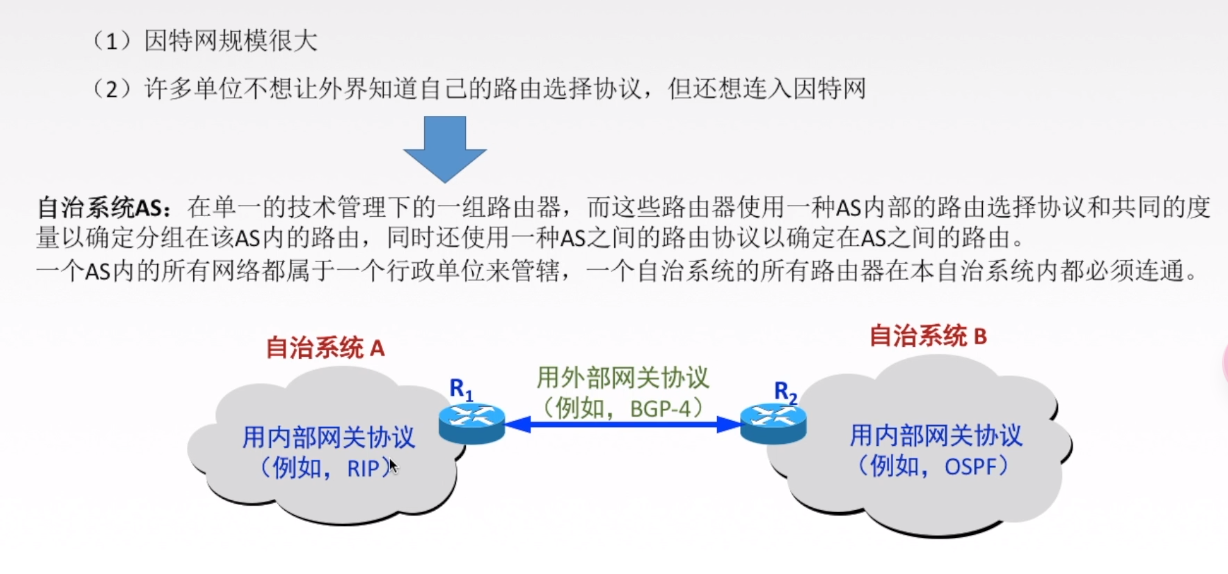 （1）因特网规模很大
（2）许多单位不想让外界知道自己的路由选择协议，但还想连入因特网
自治系统AS：在单一的技术管理下的一组路由器，而这些路由器使用一种AS内部的路由选择协议和共同的度
量以确定分组在该AS内的路由，同时还使用一种AS之间的路由协议以确定在AS之间的路由。
一个AS内的所有网络都属于一个行政单位来管辖，一个自治系统的所有路由器在本自治系统内都必须连通。
自治系统 A
自治系统 B
R1
用外部网关协议
（例如，BGP-4）
R2
用内部网关协议
（例如，RIP）
用内部网关协议
（例如，OSPF）